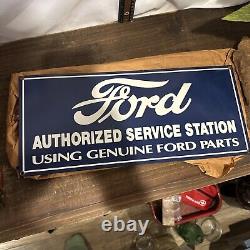 Ford
AUTHORIZED SERVICE STATION
USING GENUINE FORD PARTS